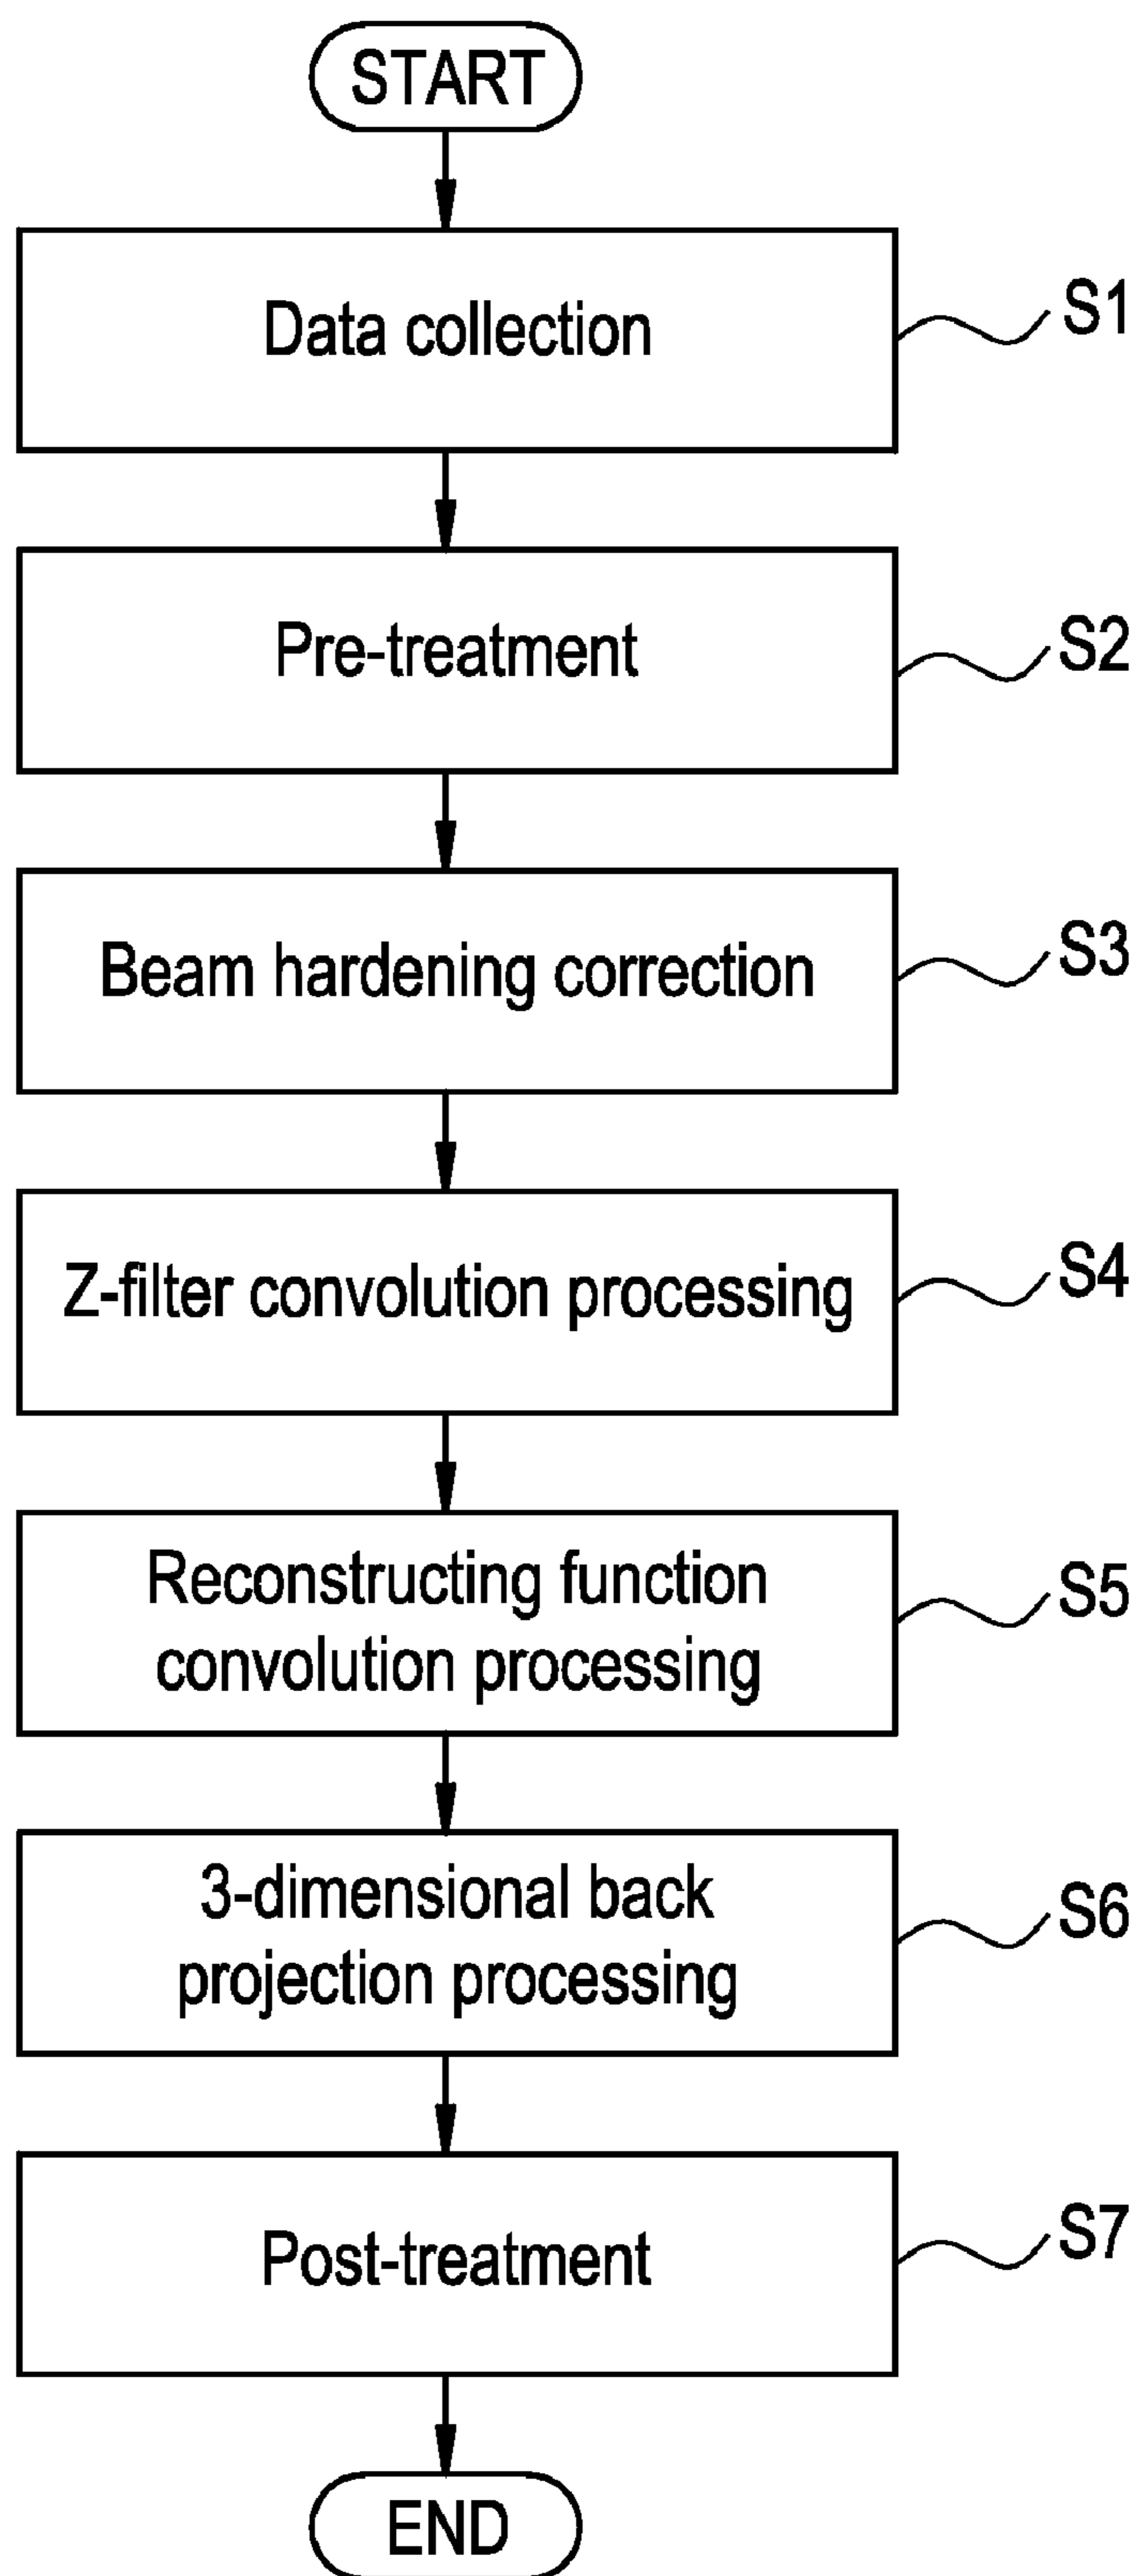 START
Data collection
S1
Pre-treatment
S2
Beam hardening correction
S3
Z-filter convolution processing
S4
Reconstructing function
convolution processing
S5
3-dimensional back
projection processing
S6
Post-treatment
S7
END